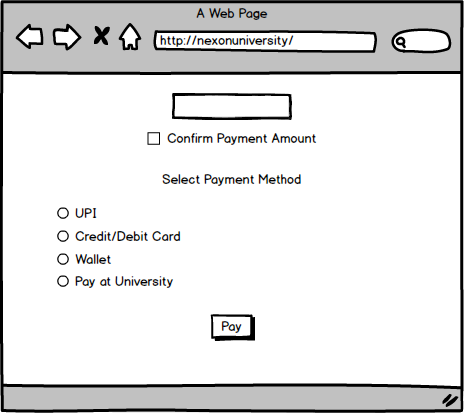 A Web Page
http://nexonuniversity/
Confirm Payment Amount
Select Payment Method
UPI
Credit/Debit Card
Wallet
Pay at University
Pay